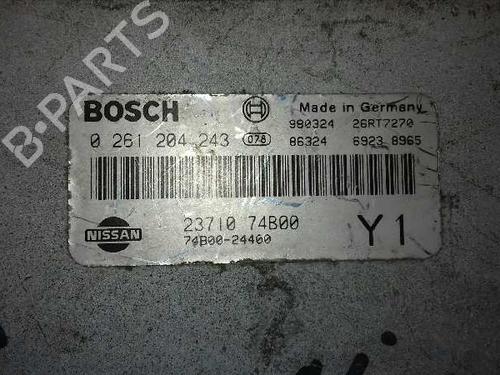 B-PARTS
BOSCH
Made in Germany
0 261 204 243 078
980324 26RT7270
86324 6923 8965
NISSAN
23710 74B00
74B00-24460
Y1